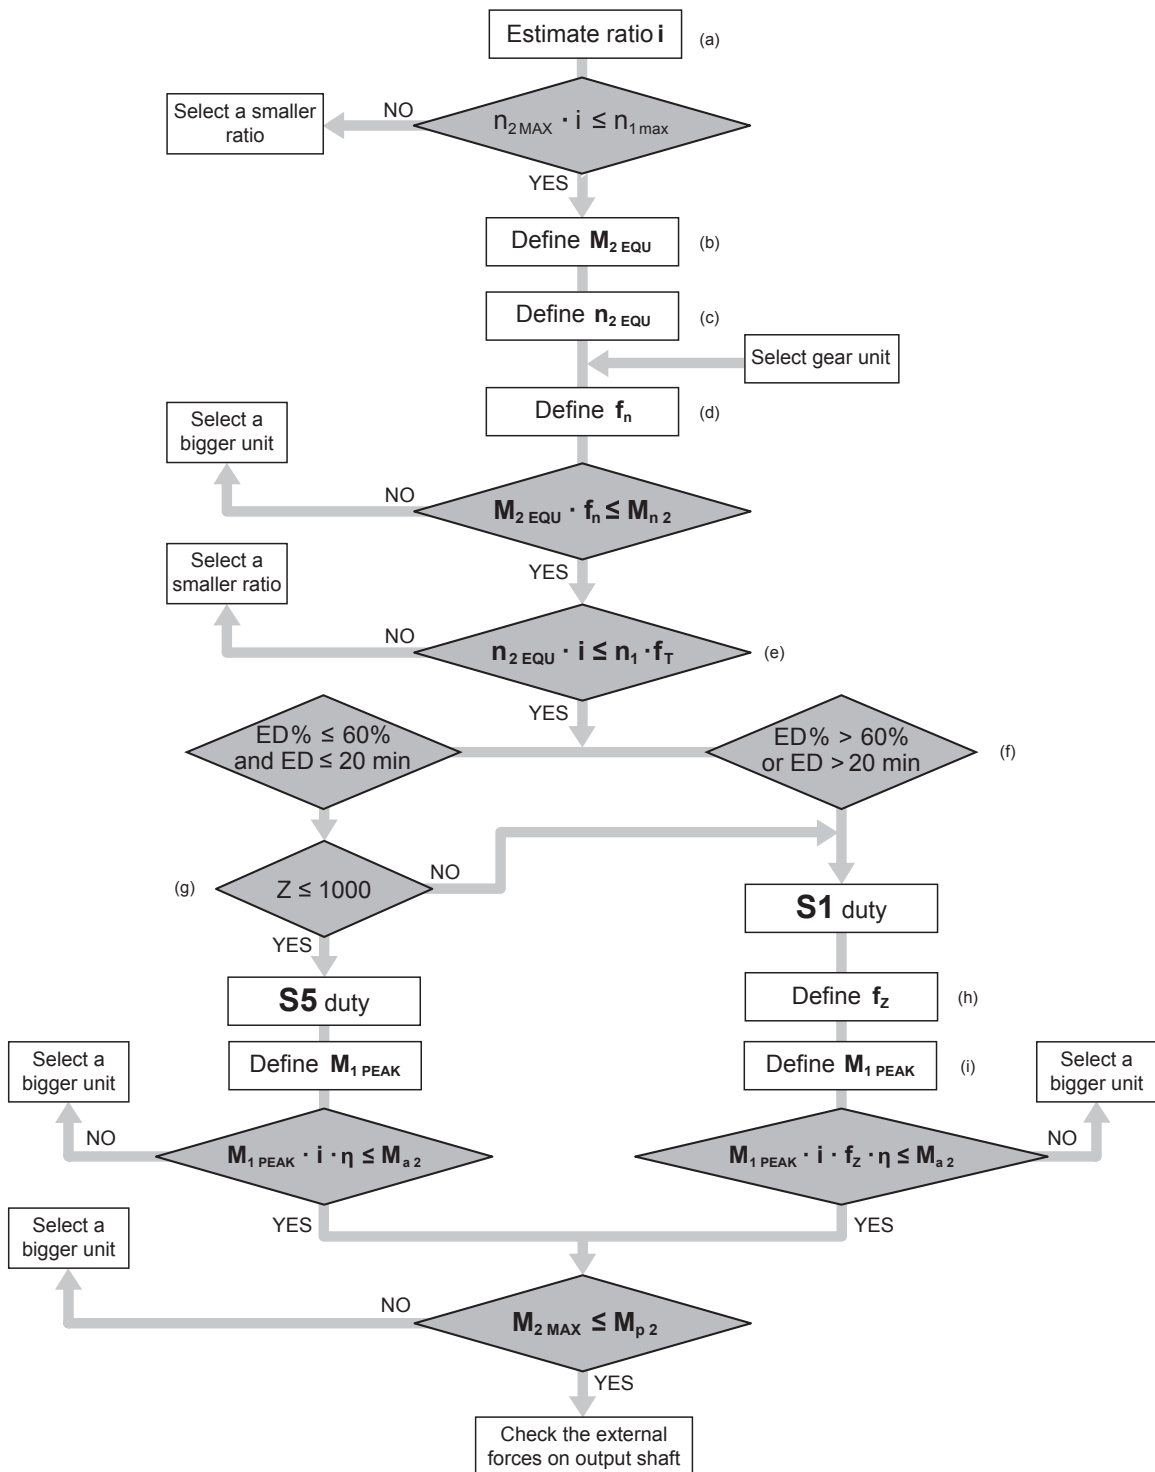 Estimate ratio i
(a)
Select a smaller
ratio
NO
n2 MAX · i ≤ n1 max
YES
Define M2 EQU
(b)
Define n2 EQU
(c)
Select gear unit
Define fn
(d)
Select a
bigger unit
NO
M2 EQU · fn ≤ Mn 2
YES
Select a
smaller ratio
NO
n2 EQU · i ≤ n1 · fT
(e)
YES
ED% ≤ 60%
and ED ≤ 20 min
ED% > 60%
or ED > 20 min
(f)
(g)
Z ≤ 1000
NO
YES
S1 duty
S5 duty
Define fZ
(h)
Select a
bigger unit
Define M1 PEAK
Define M1 PEAK
(i)
Select a
bigger unit
NO
M1 PEAK · i · η ≤ Ma 2
M1 PEAK · i · fZ · η ≤ Ma 2
NO
YES
YES
Select a
bigger unit
NO
M2 MAX ≤ Mp 2
YES
Check the external
forces on output shaft